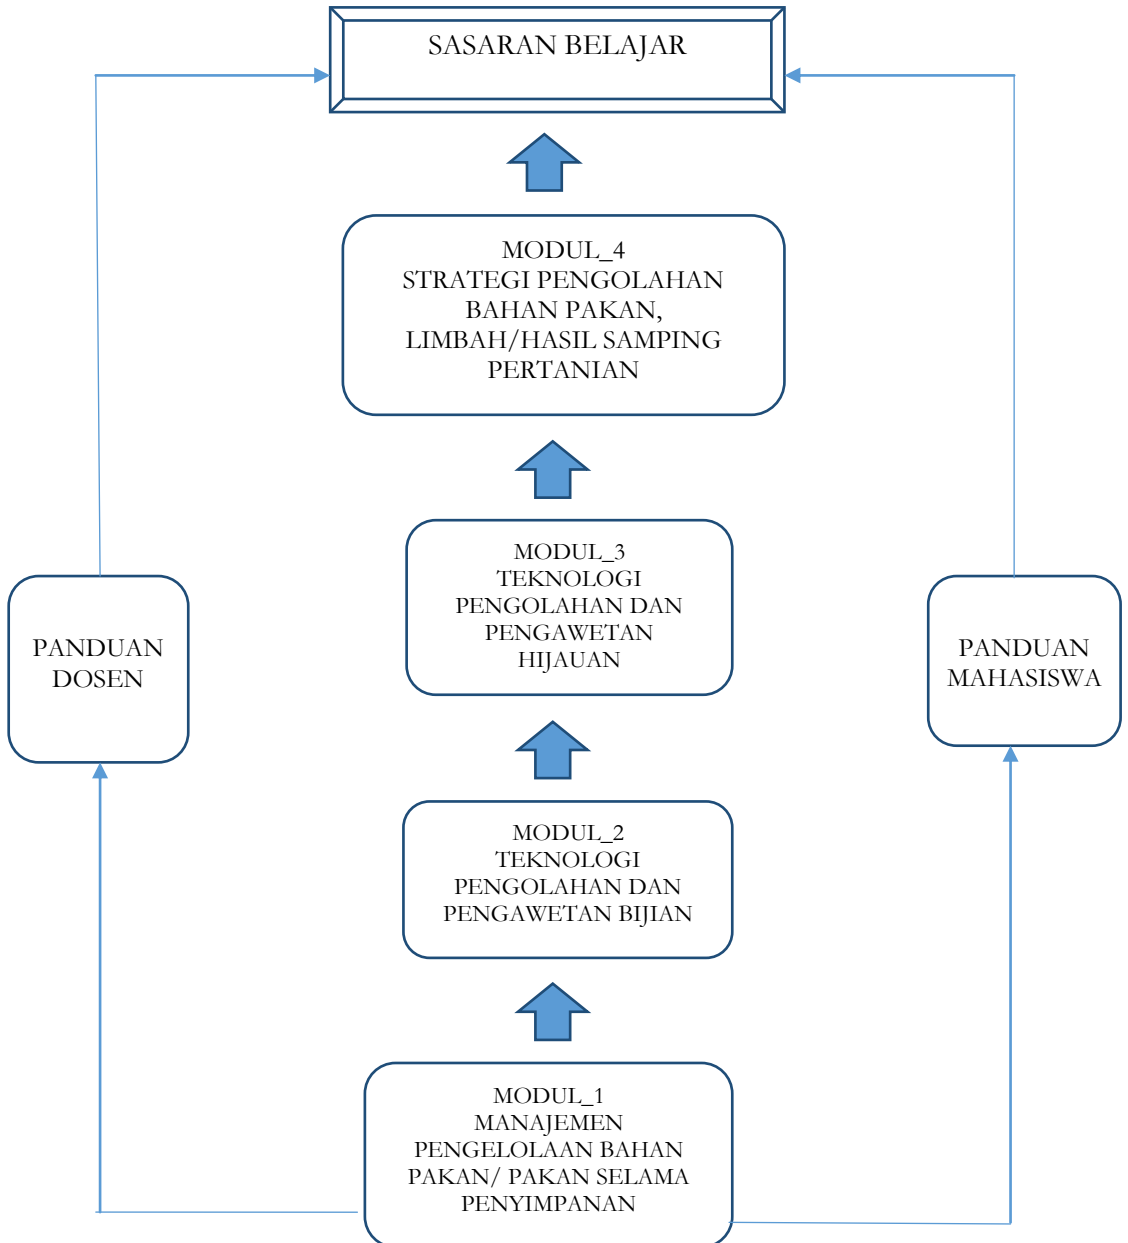 SASARAN BELAJAR
MODUL_4
STRATEGI PENGOLAHAN
BAHAN PAKAN,
LIMBAH/HASIL SAMPING
PERTANIAN
MODUL_3
TEKNOLOGI
PENGOLAHAN DAN
PENGAWETAN
HIJAUAN
PANDUAN
DOSEN
PANDUAN
MAHASISWA
MODUL_2
TEKNOLOGI
PENGOLAHAN DAN
PENGAWETAN BIJIAN
MODUL_1
MANAJEMEN
PENGELOLAAN BAHAN
PAKAN/ PAKAN SELAMA
PENYIMPANAN